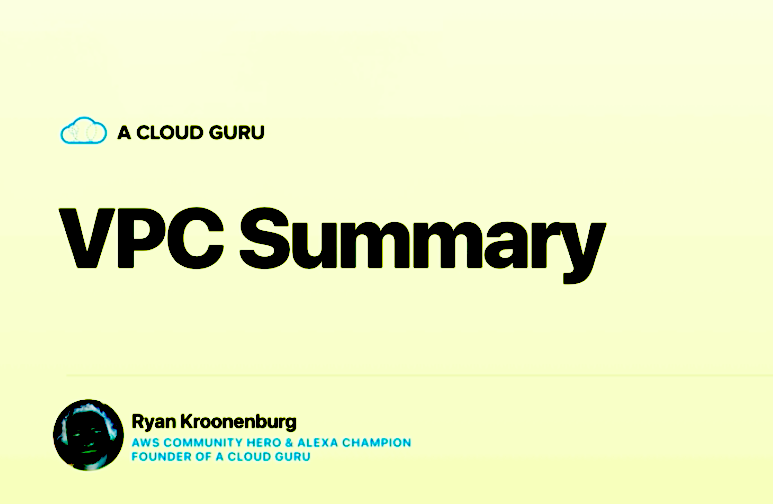 A CLOUD GURU
VPC Summary
Ryan Kroonenburg
AWS COMMUNITY HERO & ALEXA CHAMPION
FOUNDER OF A CLOUD GURU